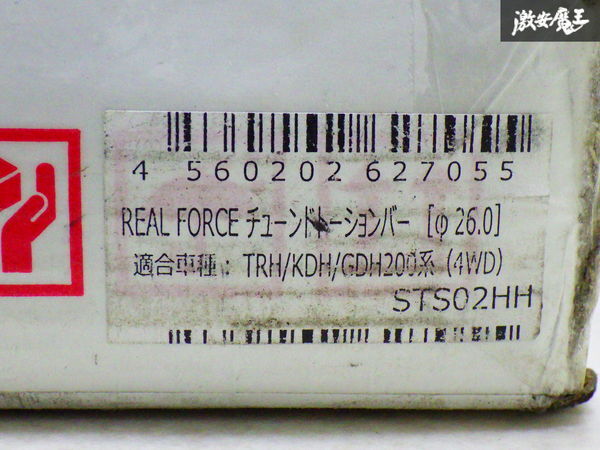 激安魔王
4 560202 627055
REAL FORCE チューンドトーションバー [φ 26.0]
適合車種: TRH/KDH/GDH200系 (4WD)
STS02HH